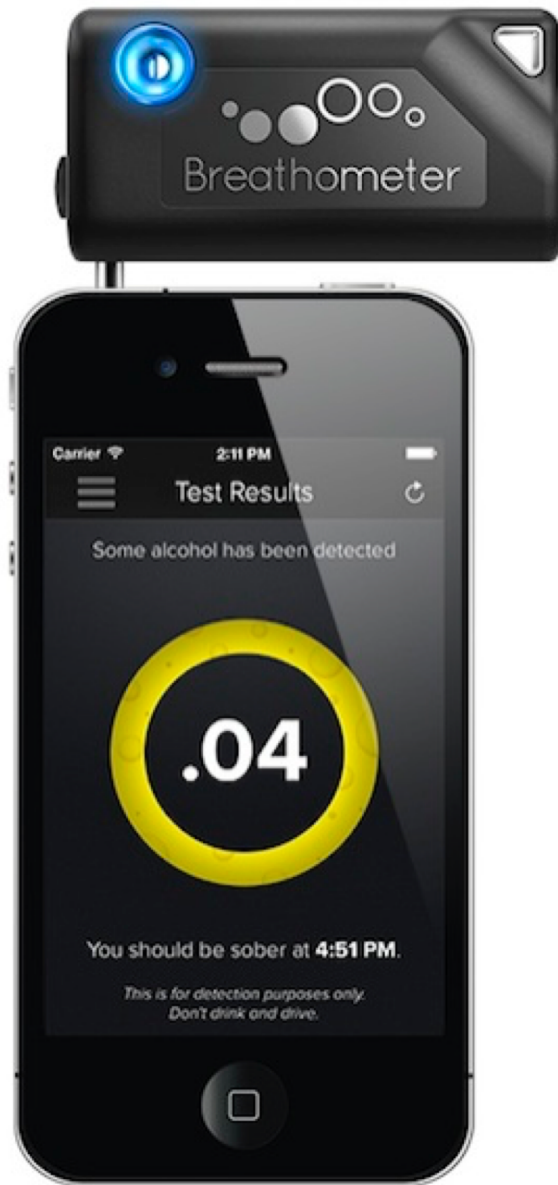 Breathometer
Carrier 2:11 PM
Test Results
Some alcohol has been detected
.04
You should be sober at 4:51 PM.
This is for detection purposes only.
Don't drink and drive.